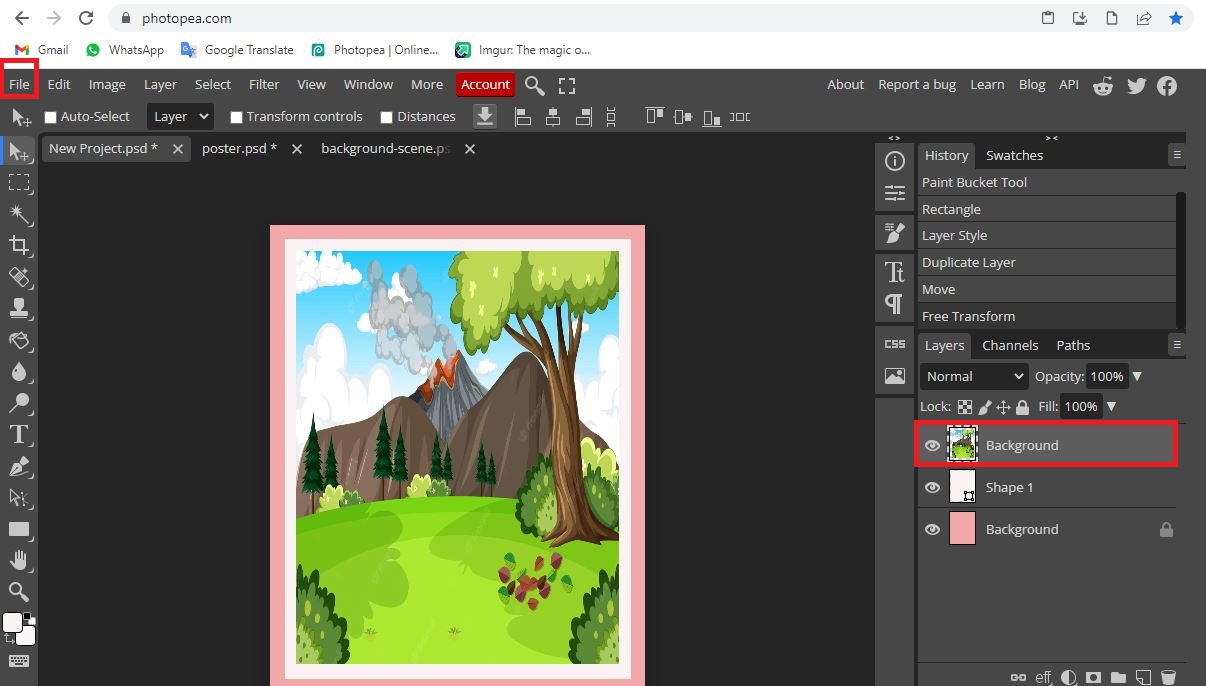 photopea.com
Gmail WhatsApp Google Translate Photopea | Online... Imgur: The magic o...
File Edit Image Layer Select Filter View Window More Account About Report a bug Learn Blog API
Auto-Select Layer Transform controls Distances
New Project.psd * poster.psd * background-scene.ps
History Swatches
Paint Bucket Tool
Rectangle
Layer Style
Duplicate Layer
Move
Free Transform
CSS
Layers Channels Paths
Normal Opacity: 100%
Lock: Fill: 100%
Background
Shape 1
Background
eff